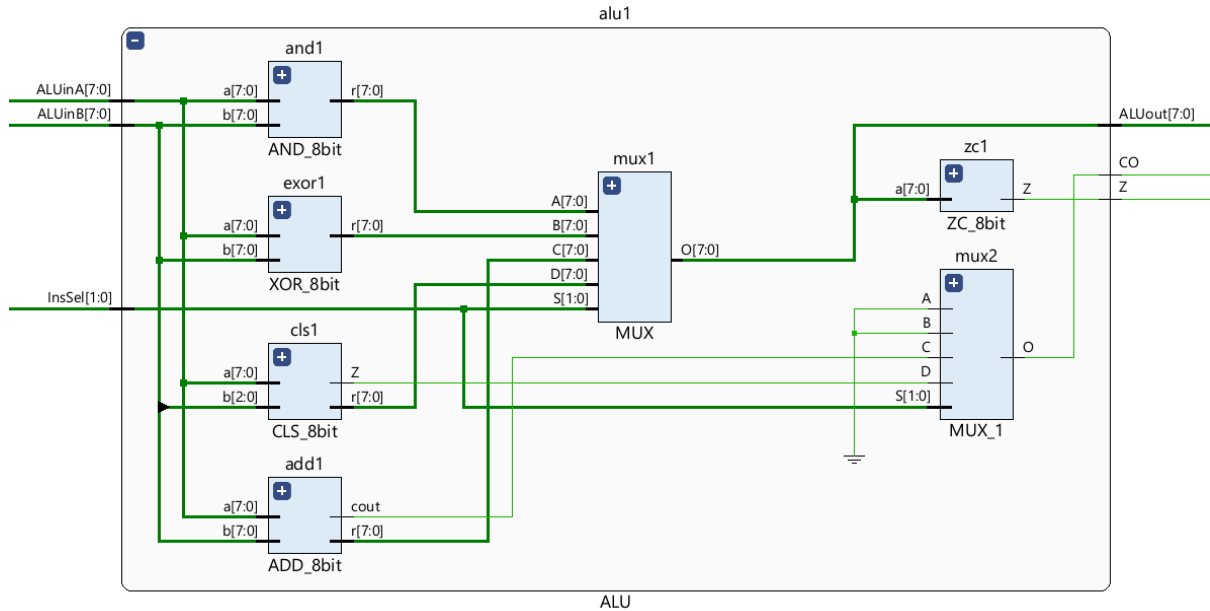 alu1
and1
ALUinA[7:0]
a[7:0]
r[7:0]
ALUinB[7:0]
b[7:0]
ALUout[7:0]
AND_8bit
zc1
mux1
CO
exor1
a[7:0]
Z
Z
A[7:0]
ZC_8bit
a[7:0]
r[7:0]
B[7:0]
b[7:0]
C[7:0]
O[7:0]
mux2
XOR_8bit
D[7:0]
InsSel[1:0]
S[1:0]
A
cls1
MUX
B
C
O
a[7:0]
Z
D
b[2:0]
r[7:0]
S[1:0]
CLS_8bit
MUX_1
add1
a[7:0]
cout
b[7:0]
r[7:0]
ADD_8bit
ALU